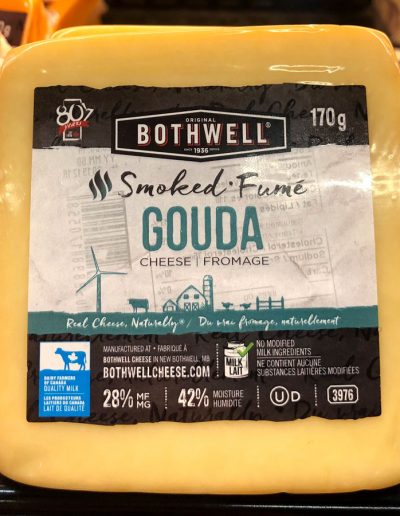 80
years
ans
ORIGINAL
BOTHWELL®
SINCE 1936 DEPUIS
170g
Smoked • Fumé
GOUDA
CHEESE | FROMAGE
Real Cheese, Naturally® / Du vrai fromage, naturellement
DAIRY FARMERS
OF CANADA
QUALITY MILK
LES PRODUCTEURS
LAITIERS DU CANADA
LAIT DE QUALITÉ
MANUFACTURED AT • FABRIQUÉ À
BOTHWELL CHEESE IN NEW BOTHWELL, MB
BOTHWELLCHEESE.COM
MILK
LAIT
NO MODIFIED
MILK INGREDIENTS
NE CONTIENT AUCUNE
SUBSTANCES LAITIÈRES MODIFIÉES
28% MF
MG
42% MOISTURE
HUMIDITÉ
U D
3976